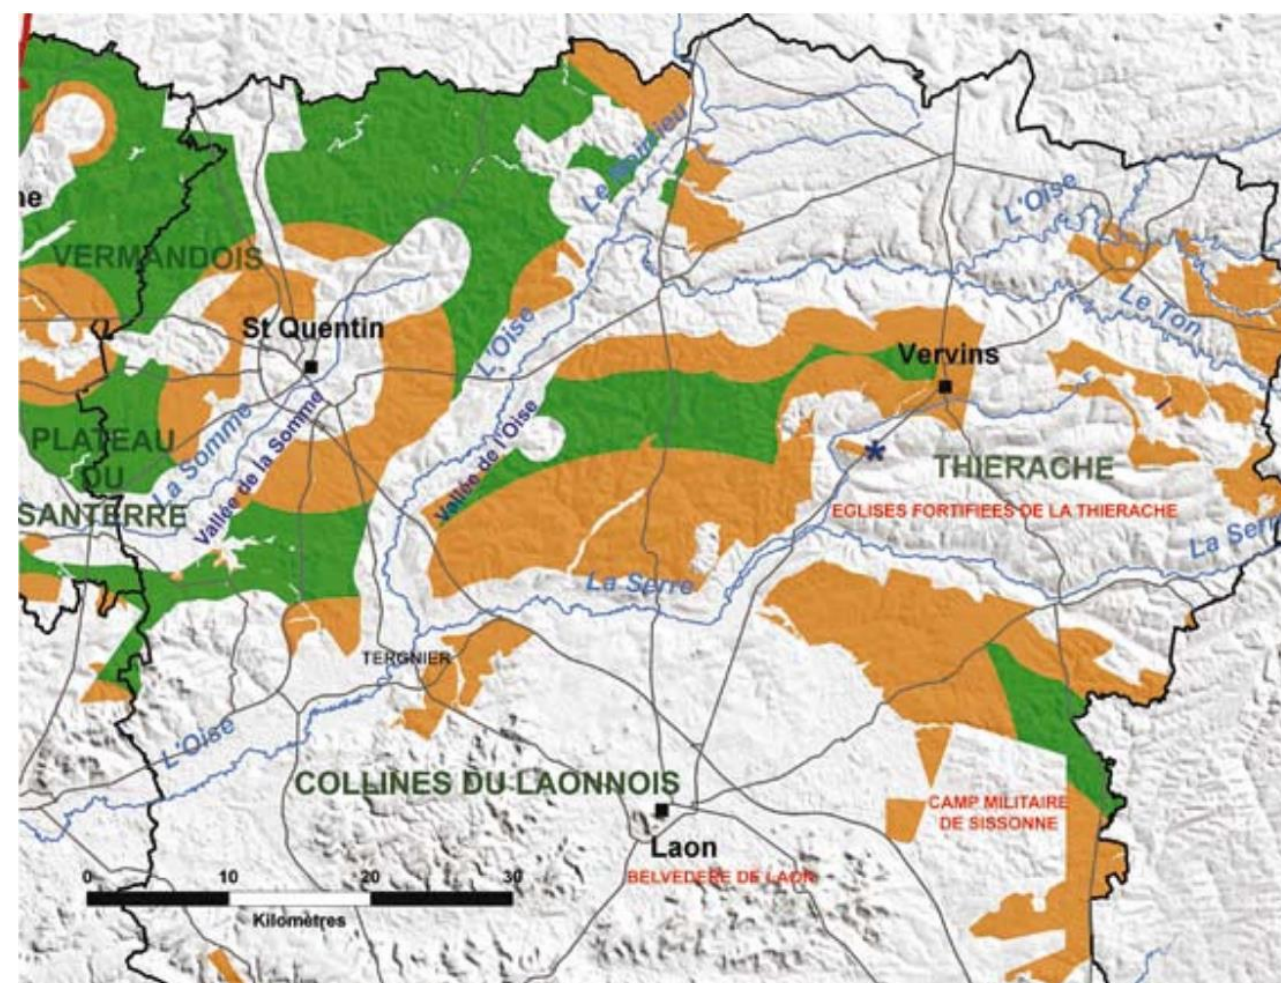 Le Noirrieu
L'Oise
ne
VERMANDOIS
Le Ton
St Quentin
L'Oise
Vervins
La Somme
Vallée de la Somme
Vallée de l'Oise
PLATEAU
DU
SANTERRE
THIERACHE
EGLISES FORTIFIEES DE LA THIERACHE
La Serre
La Serre
TERGNIER
L'Oise
COLLINES DU LAONNOIS
CAMP MILITAIRE
DE SISSONNE
Laon
BELVEDERE DE LAON
0 10 20 30
Kilomètres